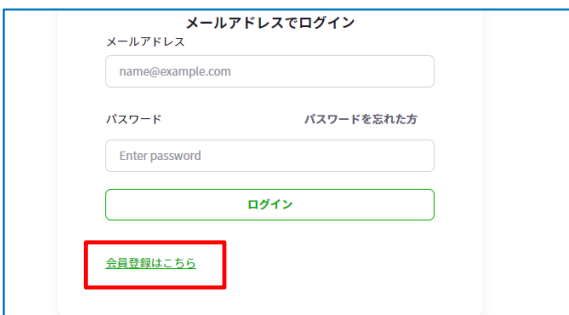 メールアドレスでログイン
メールアドレス
name@example.com
パスワード パスワードを忘れた方
Enter password
ログイン
会員登録はこちら